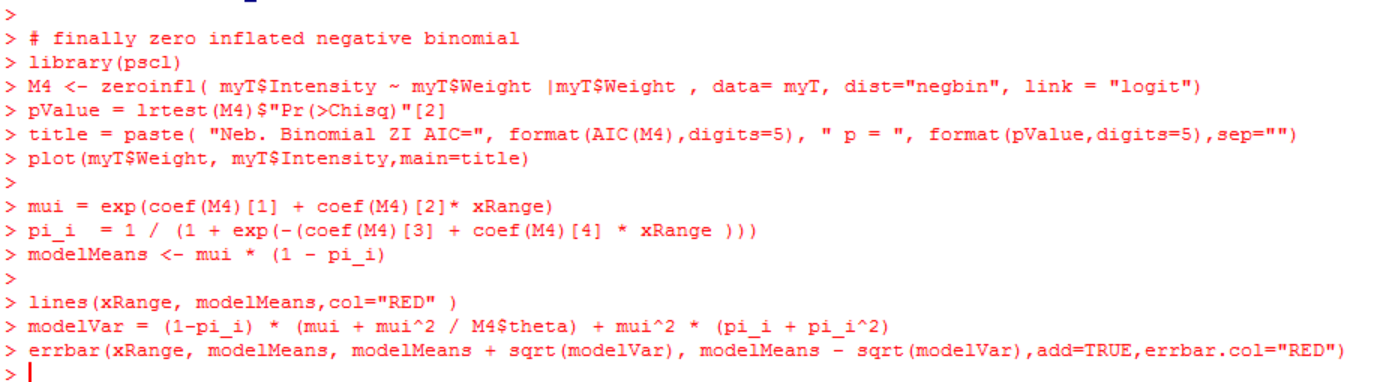 >
> # finally zero inflated negative binomial
> library(pscl)
> M4 <- zeroinfl( myT$Intensity ~ myT$Weight |myT$Weight , data= myT, dist="negbin", link = "logit")
> pValue = lrtest(M4)$"Pr(>Chisq)"[2]
> title = paste( "Neb. Binomial ZI AIC=", format(AIC(M4),digits=5), " p = ", format(pValue,digits=5),sep="")
> plot(myT$Weight, myT$Intensity,main=title)
>
> mui = exp(coef(M4)[1] + coef(M4)[2]* xRange)
> pi_i  = 1 / (1 + exp(-(coef(M4)[3] + coef(M4)[4] * xRange )))
> modelMeans <- mui * (1 - pi_i)
>
> lines(xRange, modelMeans,col="RED" )
> modelVar = (1-pi_i) * (mui + mui^2 / M4$theta) + mui^2 * (pi_i + pi_i^2)
> errbar(xRange, modelMeans, modelMeans + sqrt(modelVar), modelMeans - sqrt(modelVar),add=TRUE,errbar.col="RED")
>